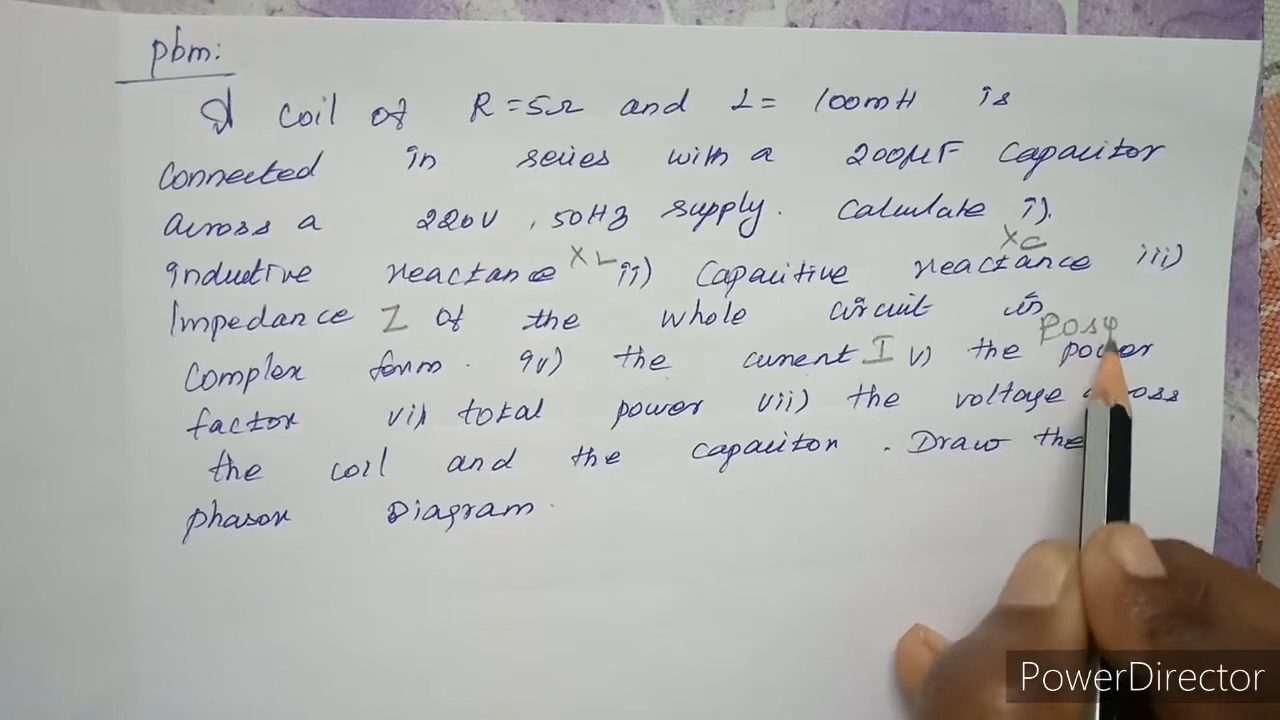 pbm:
A coil of R = 5Ω and L = 100mH is
connected in series with a 200μF capacitor
across a 220V, 50Hz supply. Calculate i).
inductive reactance XL ii) capacitive reactance XC iii)
Impedance Z of the whole circuit in
complex form. iv) the current I v) the power
factor vi) total power vii) the voltage across
the coil and the capacitor. Draw the
phasor Diagram.
PowerDirector